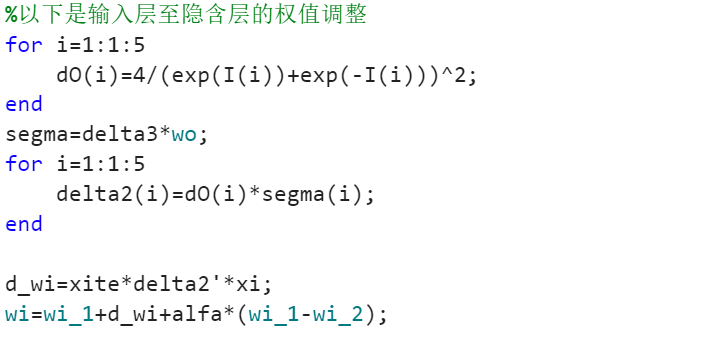 %以下是输入层至隐含层的权值调整
for i=1:1:5
    dO(i)=4/(exp(I(i))+exp(-I(i)))^2;
end
segma=delta3*wo;
for i=1:1:5
    delta2(i)=dO(i)*segma(i);
end

d_wi=xite*delta2'*xi;
wi=wi_1+d_wi+alfa*(wi_1-wi_2);